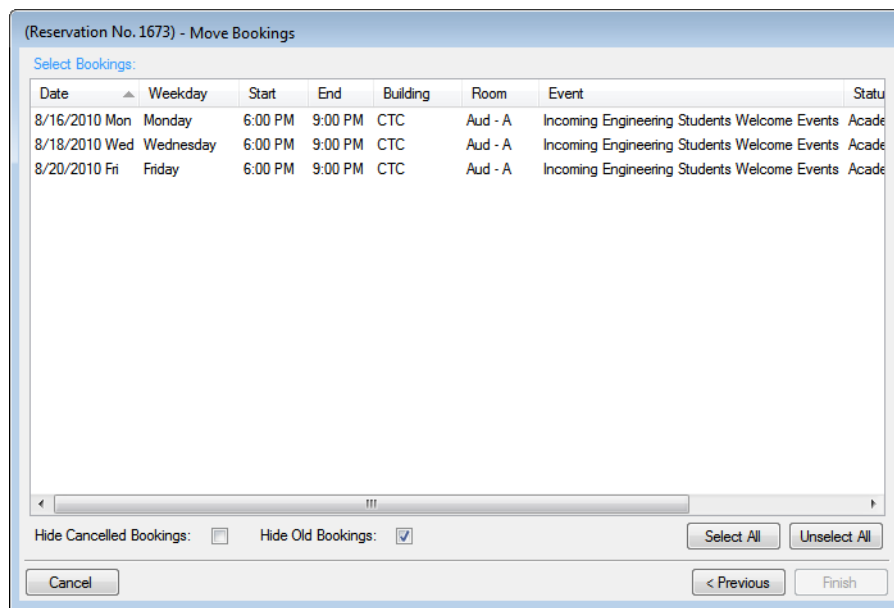 (Reservation No. 1673) - Move Bookings
Select Bookings:
Date Weekday Start End Building Room Event Statu
8/16/2010 Mon Monday 6:00 PM 9:00 PM CTC Aud - A Incoming Engineering Students Welcome Events Acade
8/18/2010 Wed Wednesday 6:00 PM 9:00 PM CTC Aud - A Incoming Engineering Students Welcome Events Acade
8/20/2010 Fri Friday 6:00 PM 9:00 PM CTC Aud - A Incoming Engineering Students Welcome Events Acade
Hide Cancelled Bookings: Hide Old Bookings: Select All Unselect All
Cancel < Previous Finish